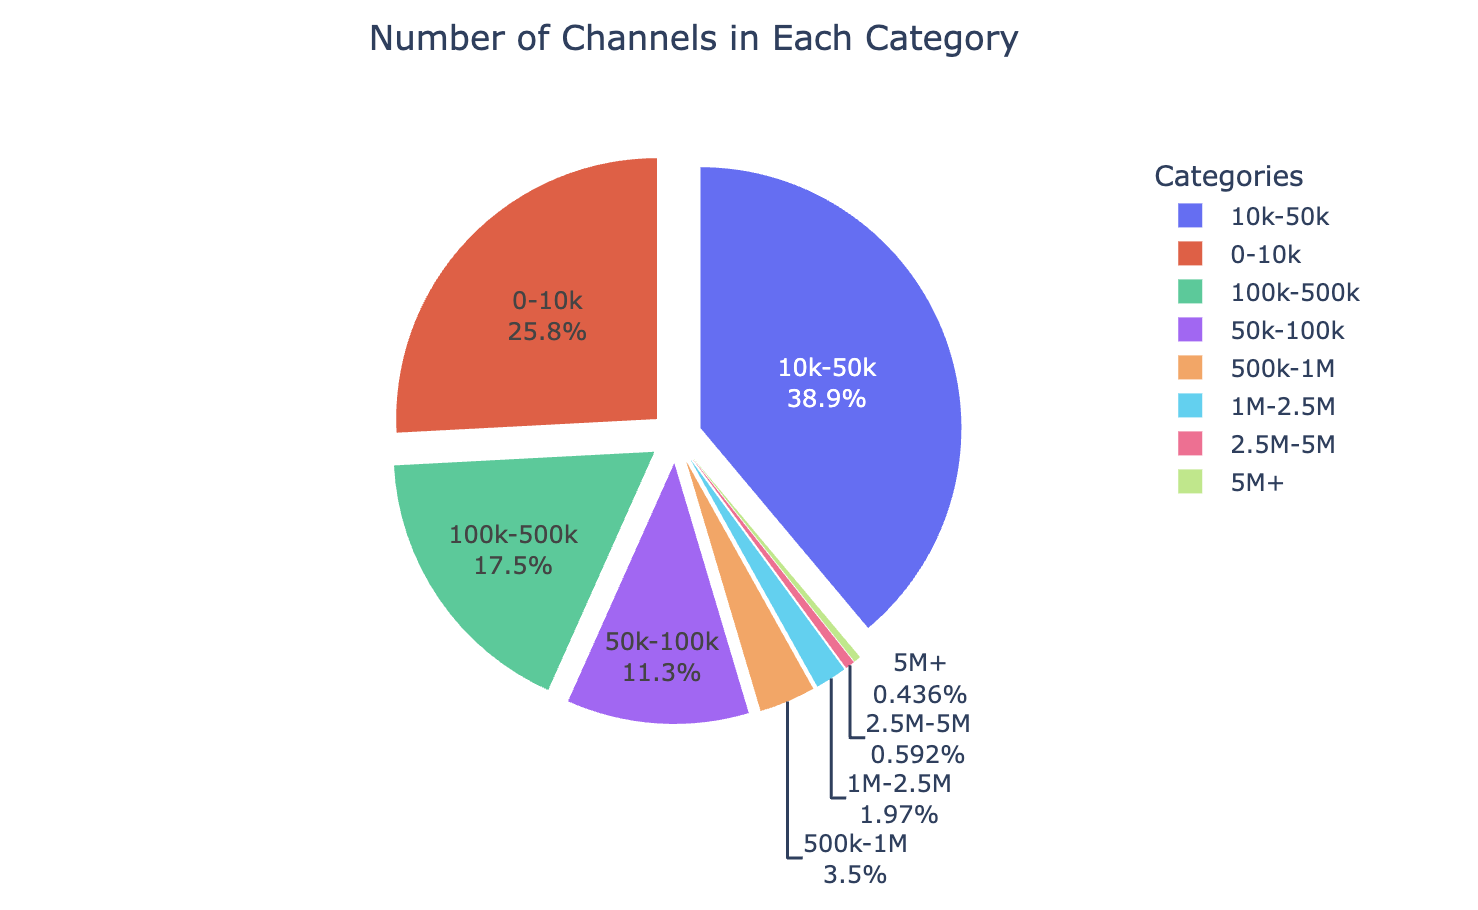 Number of Channels in Each Category
Categories
10k-50k
0-10k
100k-500k
50k-100k
500k-1M
1M-2.5M
2.5M-5M
5M+
0-10k
25.8%
10k-50k
38.9%
100k-500k
17.5%
50k-100k
11.3%
5M+
0.436%
2.5M-5M
0.592%
1M-2.5M
1.97%
500k-1M
3.5%